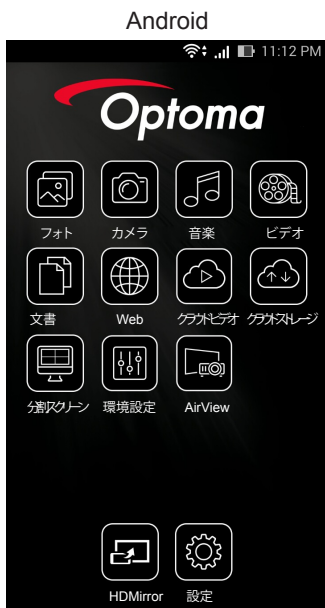 Android
11:12 PM
Optoma
フォト カメラ 音楽 ビデオ
文書 Web クラウドビデオ クラウドストレージ
分割スクリーン 環境設定 AirView
HDMirror 設定